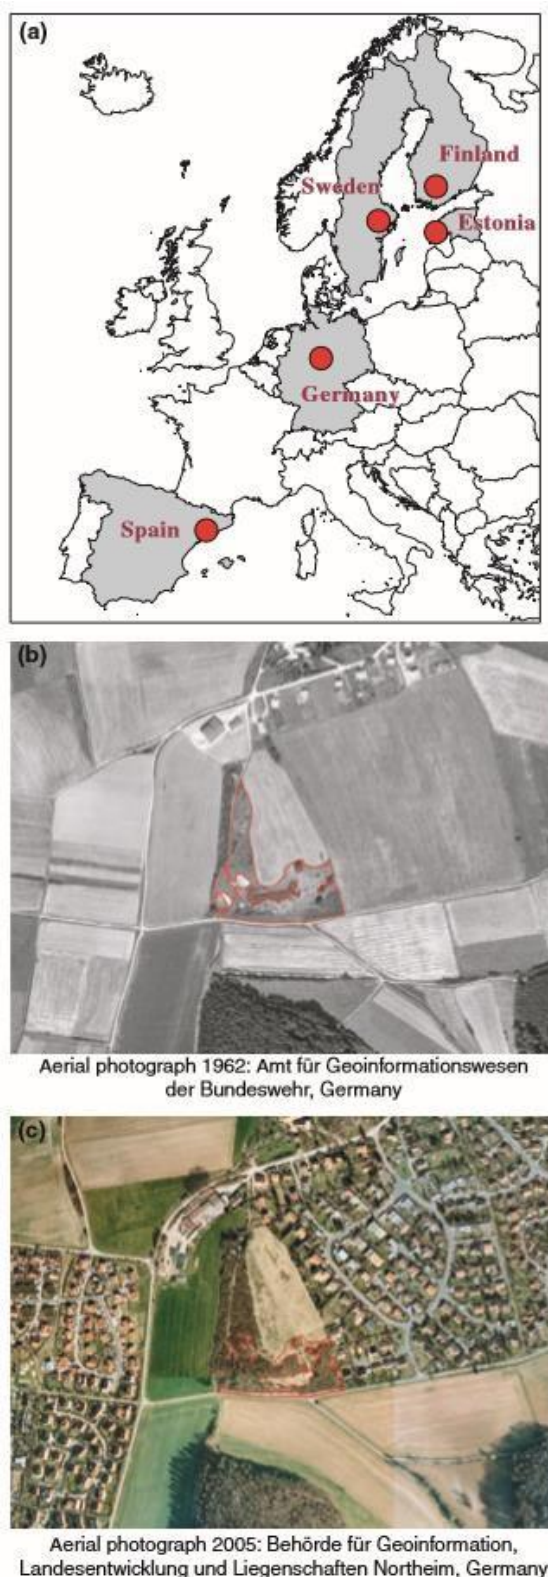 (a)
Finland
Sweden
Estonia
Germany
Spain
(b)
Aerial photograph 1962: Amt für Geoinformationswesen
der Bundeswehr, Germany
(c)
Aerial photograph 2005: Behörde für Geoinformation,
Landesentwicklung und Liegenschaften Northeim, Germany